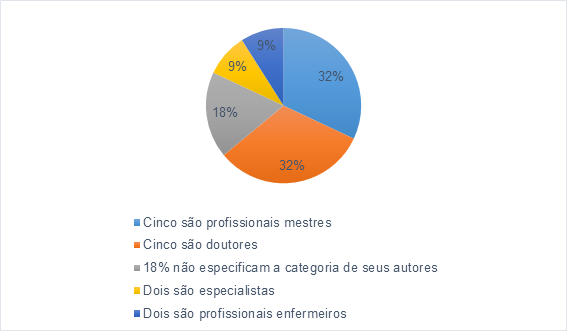 9%
9%
32%
18%
32%
Cinco são profissionais mestres
Cinco são doutores
18% não especificam a categoria de seus autores
Dois são especialistas
Dois são profissionais enfermeiros